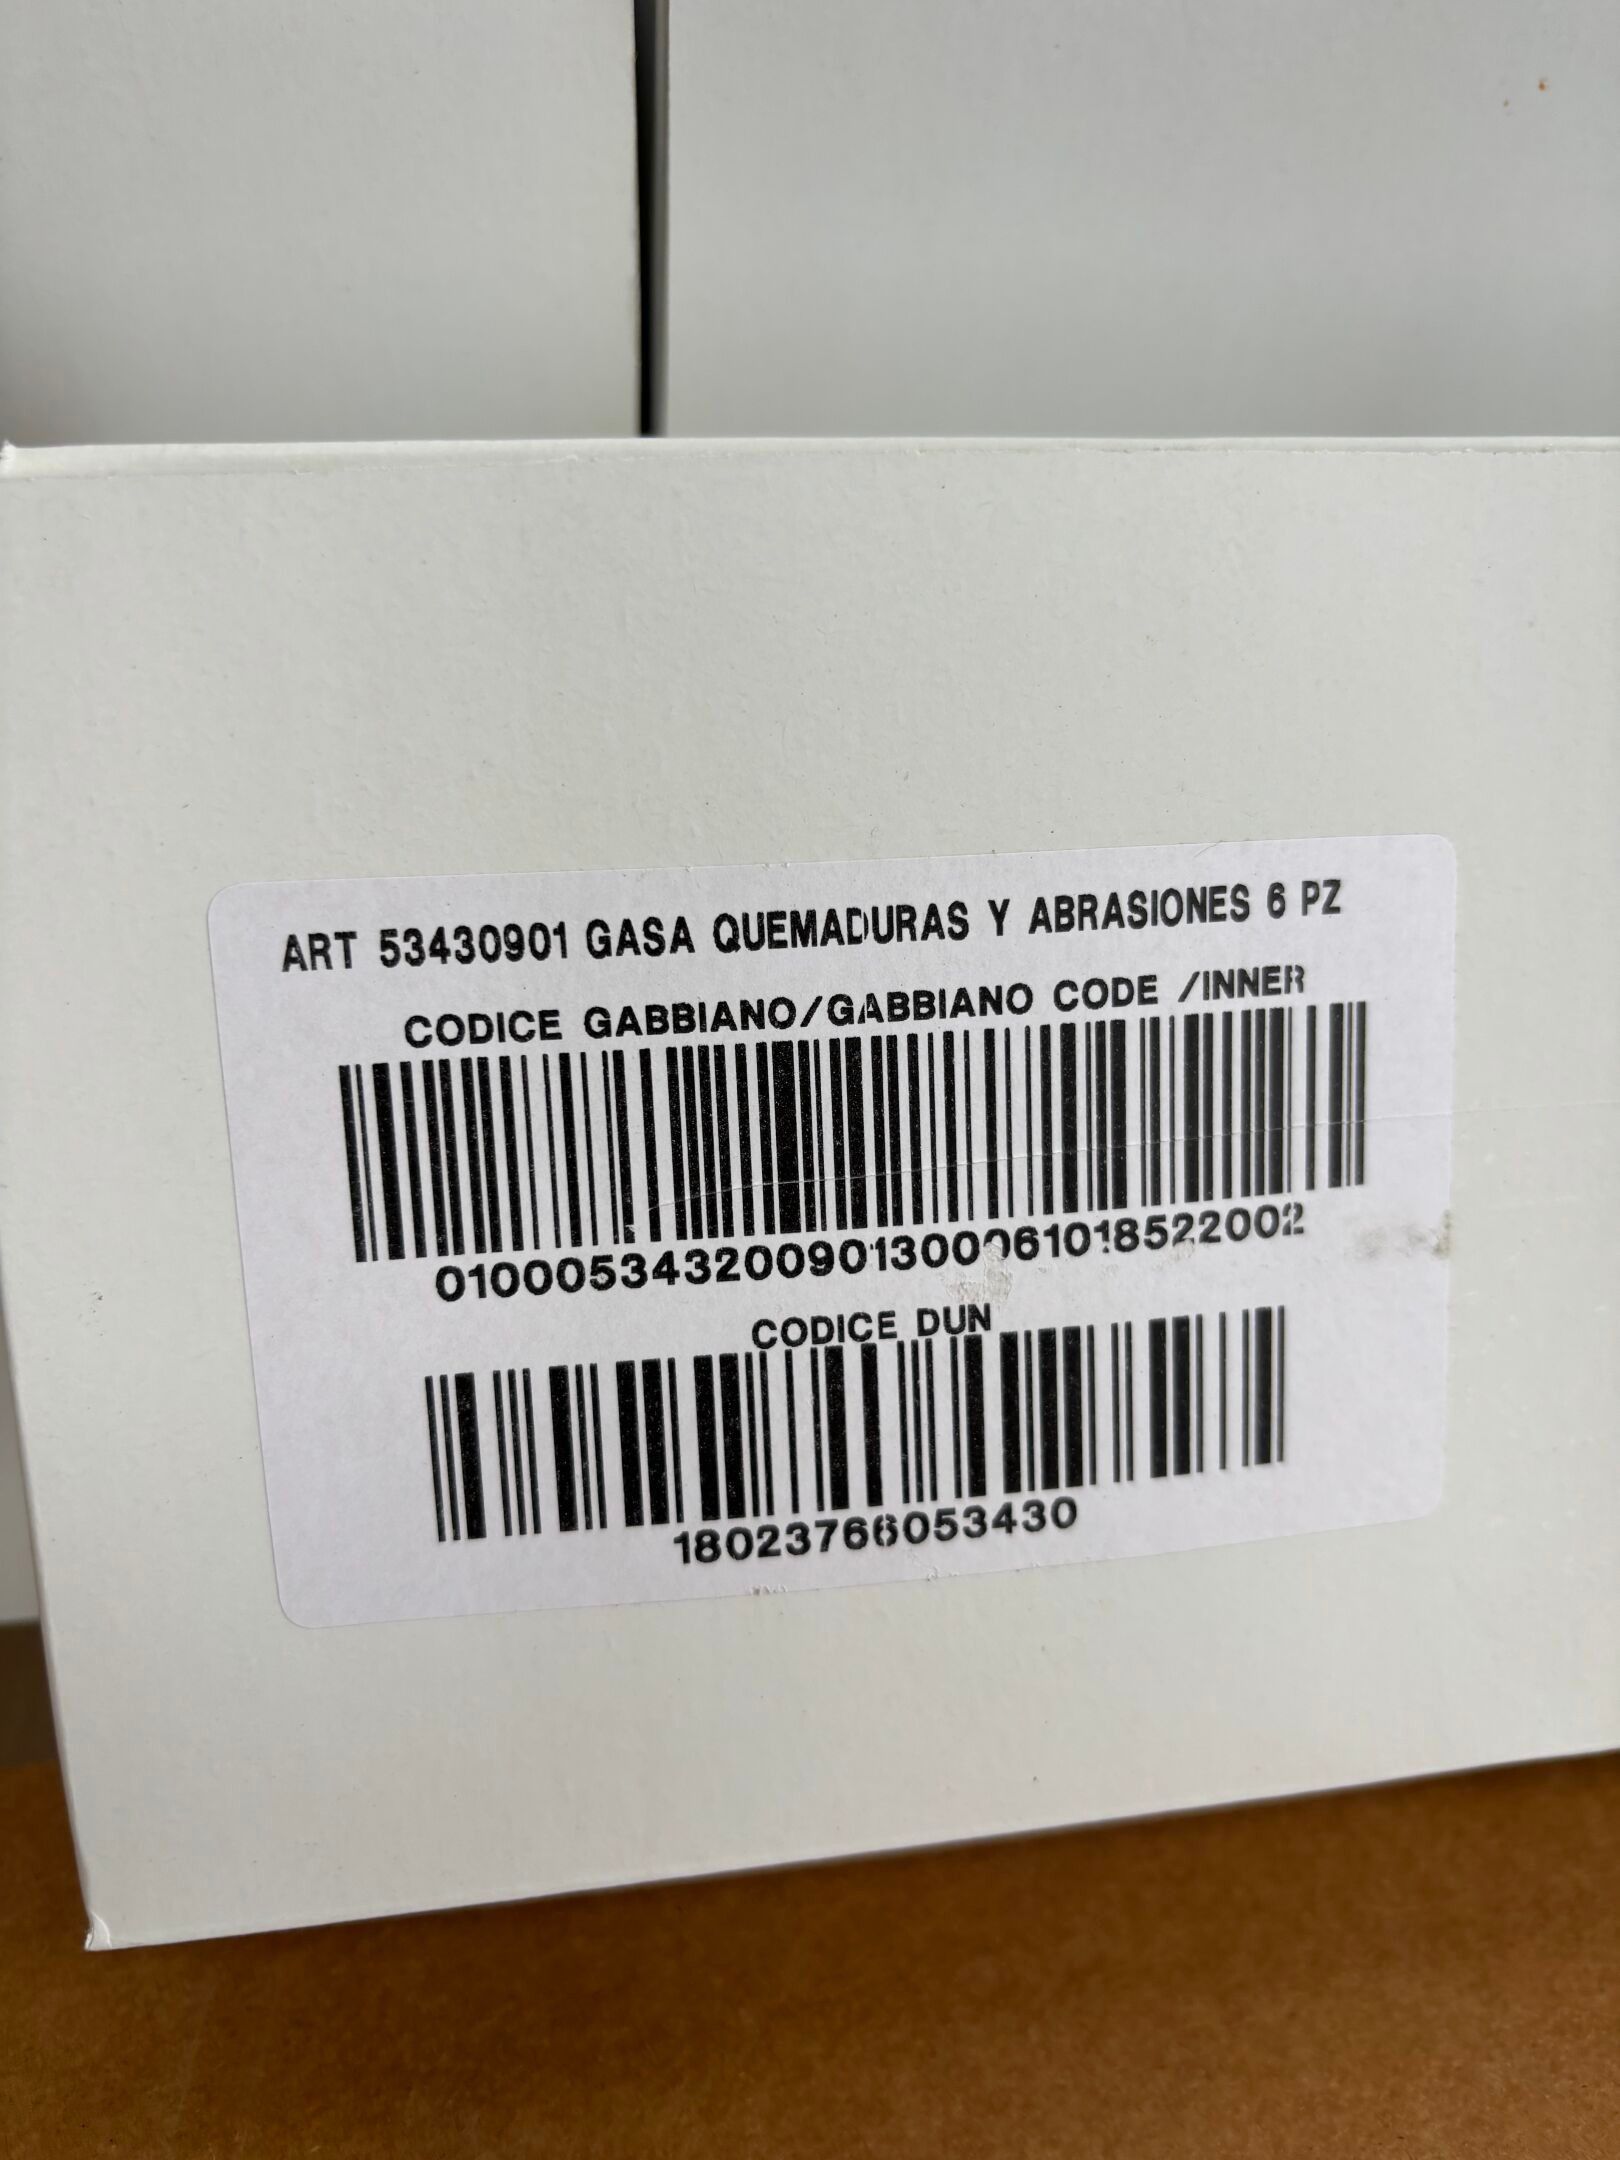 ART 53430901 GASA QUEMADURAS Y ABRASIONES 6 PZ
CODICE GABBIANO/GABBIANO CODE /INNER
010005343200901300061018522002
CODICE DUN
18023766053430